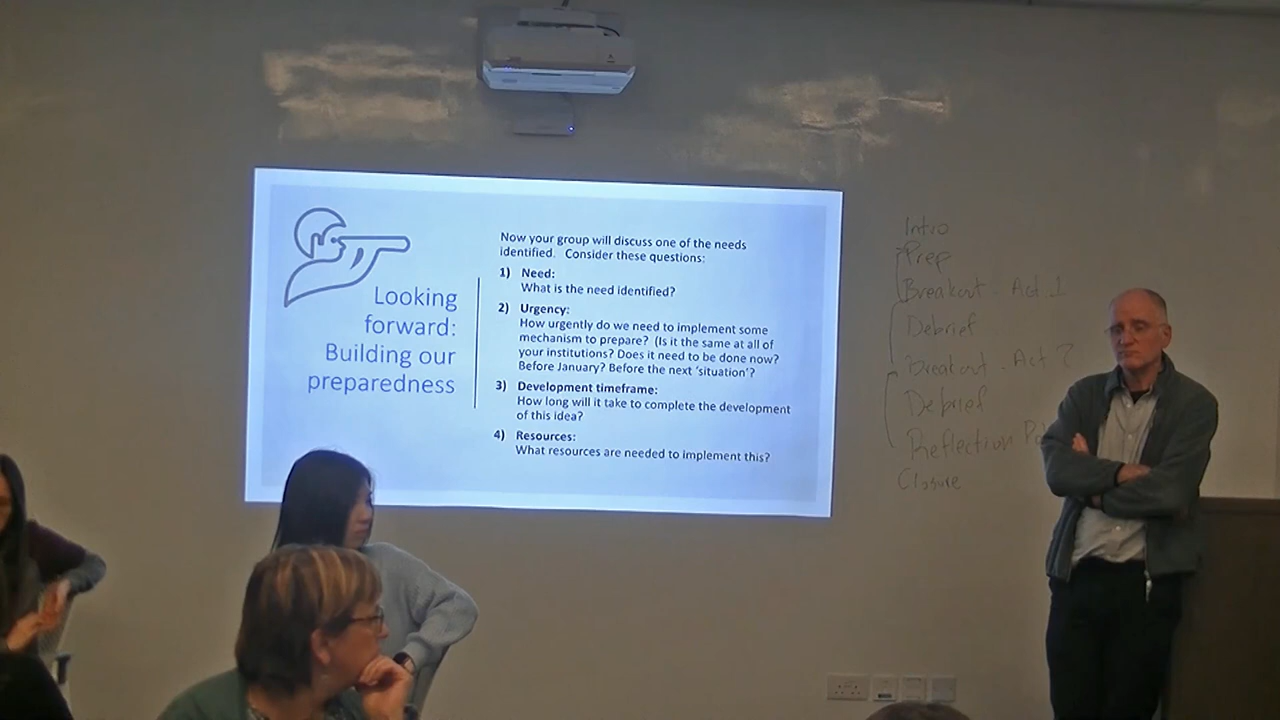 Looking
forward:
Building our
preparedness
Now your group will discuss one of the needs
identified. Consider these questions:
1) Need:
What is the need identified?
2) Urgency:
How urgently do we need to implement some
mechanism to prepare? (Is it the same at all of
your institutions? Does it need to be done now?
Before January? Before the next 'situation'?
3) Development timeframe:
How long will it take to complete the development
of this idea?
4) Resources:
What resources are needed to implement this?
Intro
Prep
Breakout - Act 1
Debrief
Breakout - Act 2
Debrief
Reflection
Closure